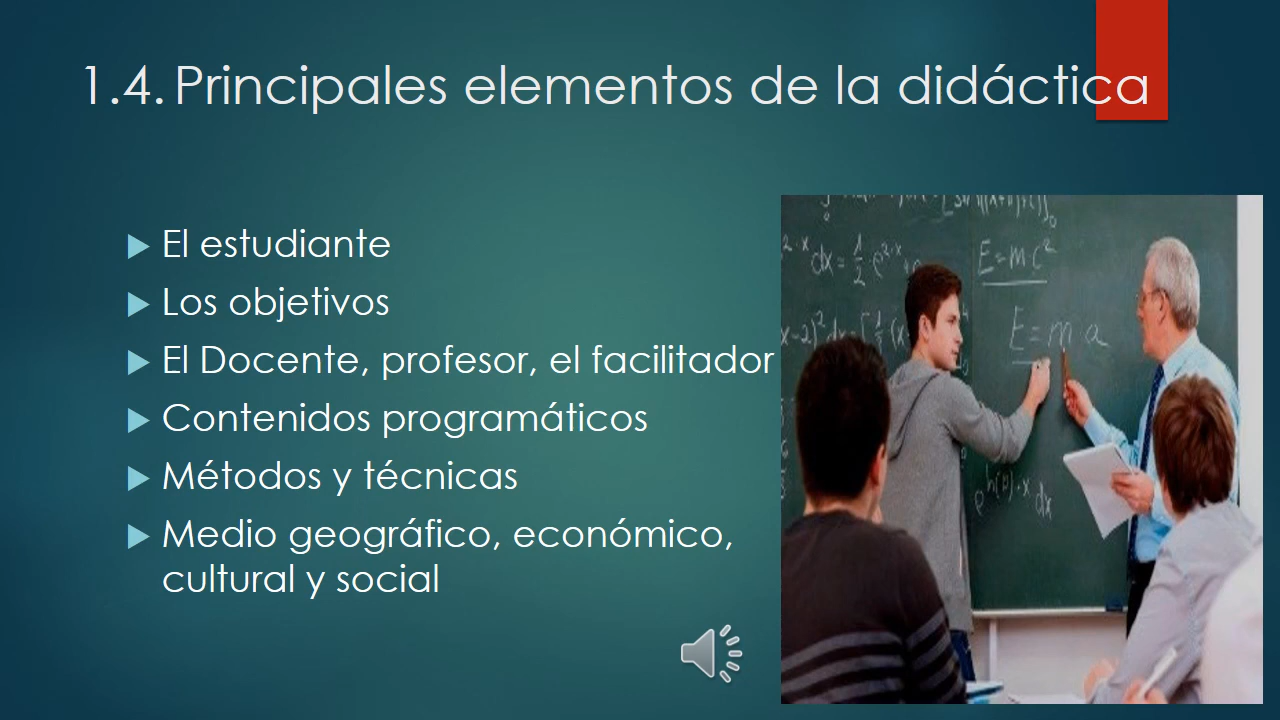 1.4. Principales elementos de la didáctica
El estudiante
Los objetivos
El Docente, profesor, el facilitador
Contenidos programáticos
Métodos y técnicas
Medio geográfico, económico,
cultural y social
E=mc²
E=m a